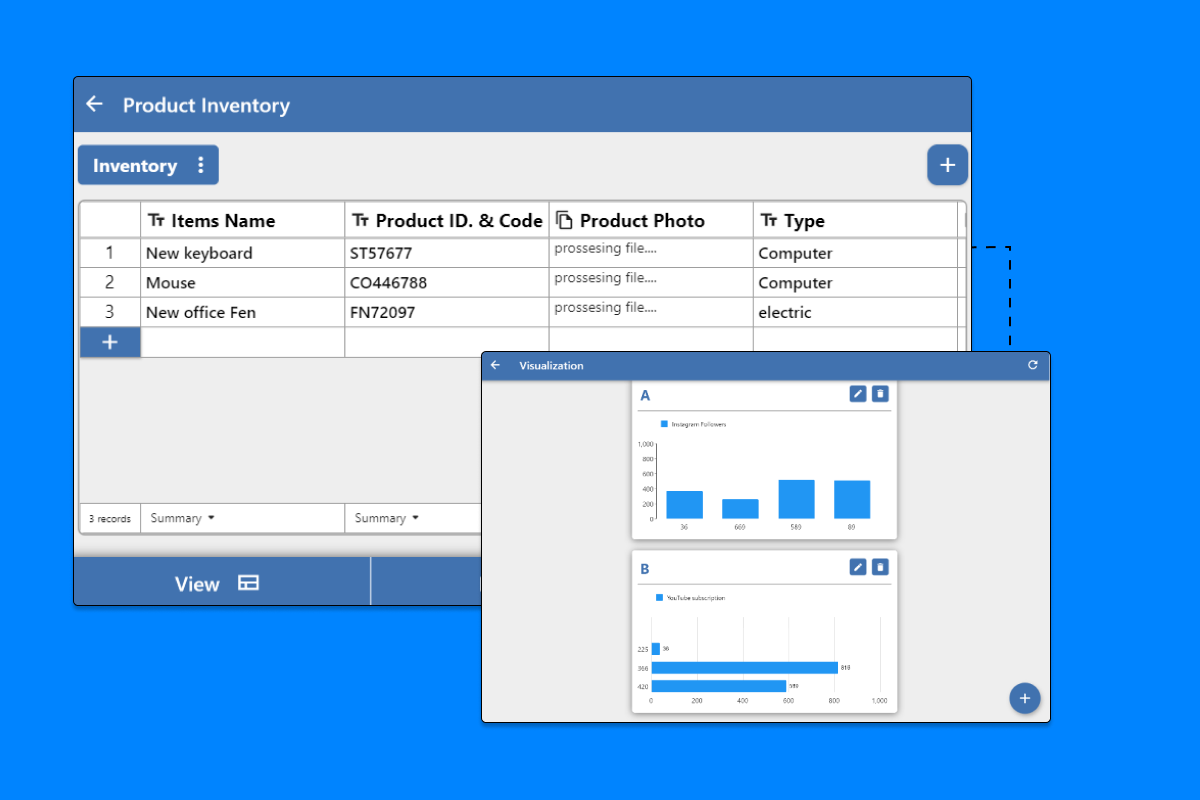 Product Inventory
Inventory
Items Name Product ID. & Code Product Photo Type
1 New keyboard ST57677 prossesing file.... Computer
2 Mouse CO446788 prossesing file.... Computer
3 New office Fen FN72097 prossesing file.... electric
3 records Summary Summary
View
Visualization
A
Instagram Followers
1,000
800
600
400
200
0
36 669 589 89
B
YouTube subscription
225 36
366 818
420 589
0 200 400 600 800 1,000